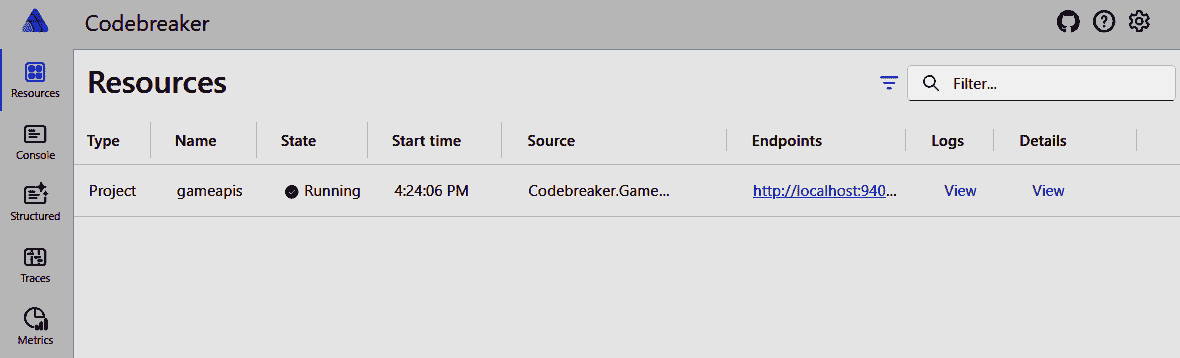 Codebreaker
Resources
Resources
Filter...
Type Name State Start time Source Endpoints Logs Details
Project gameapis Running 4:24:06 PM Codebreaker.Game... http://localhost:940... View View
Console
Structured
Traces
Metrics